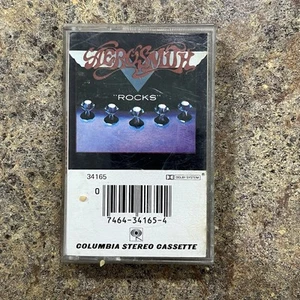 AEROSMITH
"ROCKS"
34165
DOLBY SYSTEM
0
7464-34165-4
COLUMBIA STEREO CASSETTE